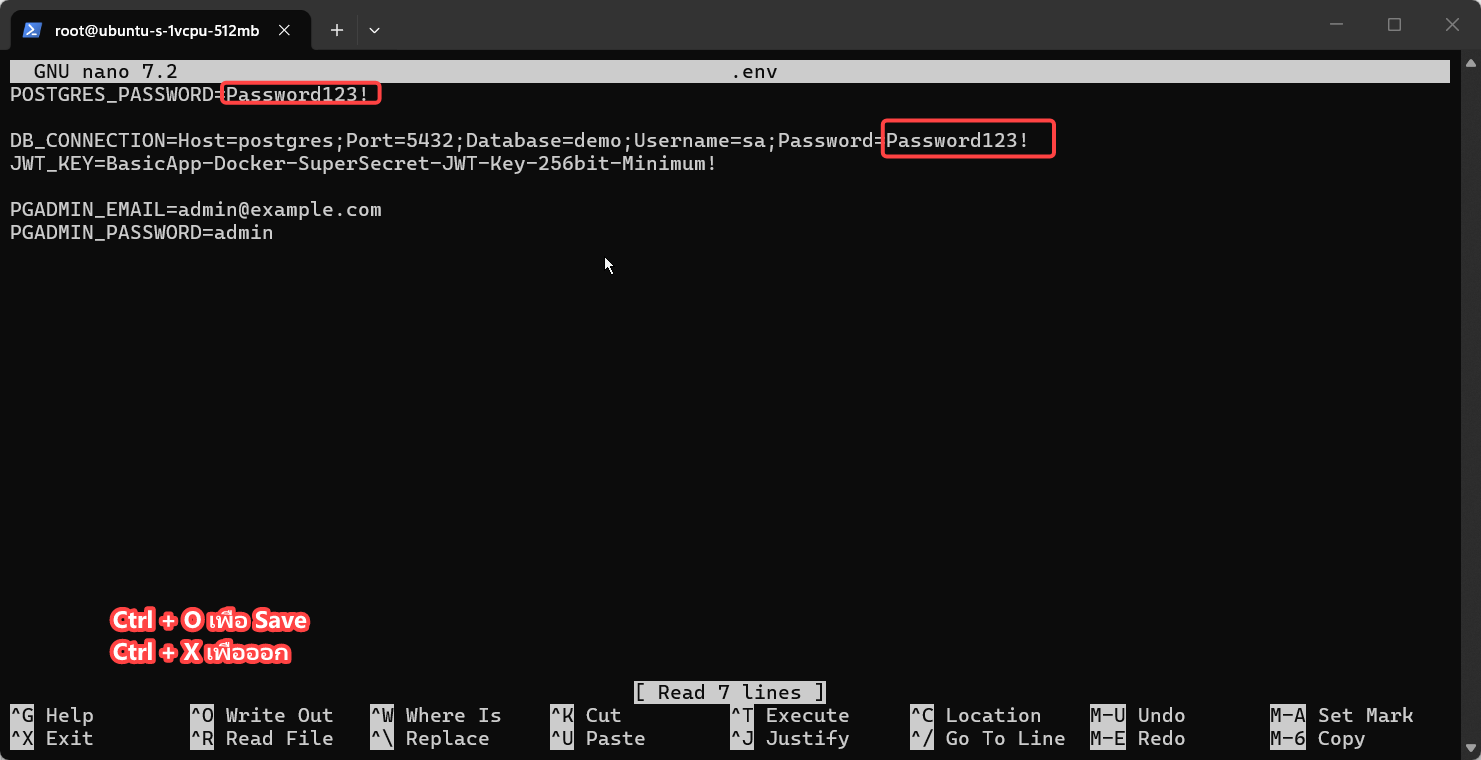 root@ubuntu-s-1vcpu-512mb
GNU nano 7.2 .env
POSTGRES_PASSWORD=Password123!
DB_CONNECTION=Host=postgres;Port=5432;Database=demo;Username=sa;Password=Password123!
JWT_KEY=BasicApp-Docker-SuperSecret-JWT-Key-256bit-Minimum!
PGADMIN_EMAIL=admin@example.com
PGADMIN_PASSWORD=admin
Ctrl + O เพื่อ Save
Ctrl + X เพื่อออก
[ Read 7 lines ]
^G Help ^O Write Out ^W Where Is ^K Cut ^T Execute ^C Location M-U Undo M-A Set Mark
^X Exit ^R Read File ^\ Replace ^U Paste ^J Justify ^/ Go To Line M-E Redo M-6 Copy